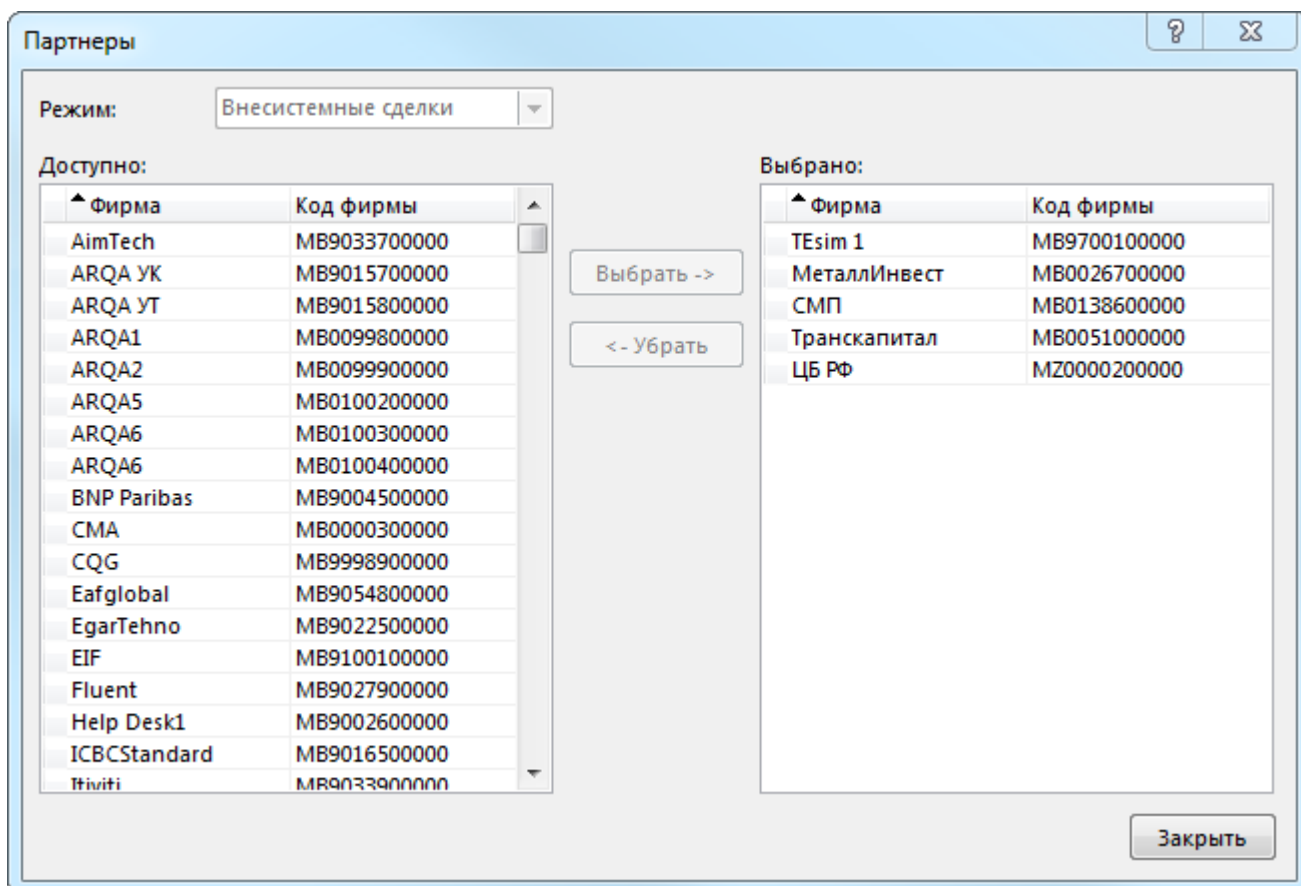 Партнеры
Режим: Внесистемные сделки
Доступно:
Фирма Код фирмы
AimTech MB9033700000
ARQA УК MB9015700000
ARQA УТ MB9015800000
ARQA1 MB0099800000
ARQA2 MB0099900000
ARQA5 MB0100200000
ARQA6 MB0100300000
ARQA6 MB0100400000
BNP Paribas MB9004500000
CMA MB0000300000
CQG MB9998900000
Eafglobal MB9054800000
EgarTehno MB9022500000
EIF MB9100100000
Fluent MB9027900000
Help Desk1 MB9002600000
ICBCStandard MB9016500000
Itiviti MB9033900000
Выбрать ->
<- Убрать
Выбрано:
Фирма Код фирмы
TEsim 1 MB9700100000
МеталлИнвест MB0026700000
СМП MB0138600000
Транскапитал MB0051000000
ЦБ РФ MZ0000200000
Закрыть